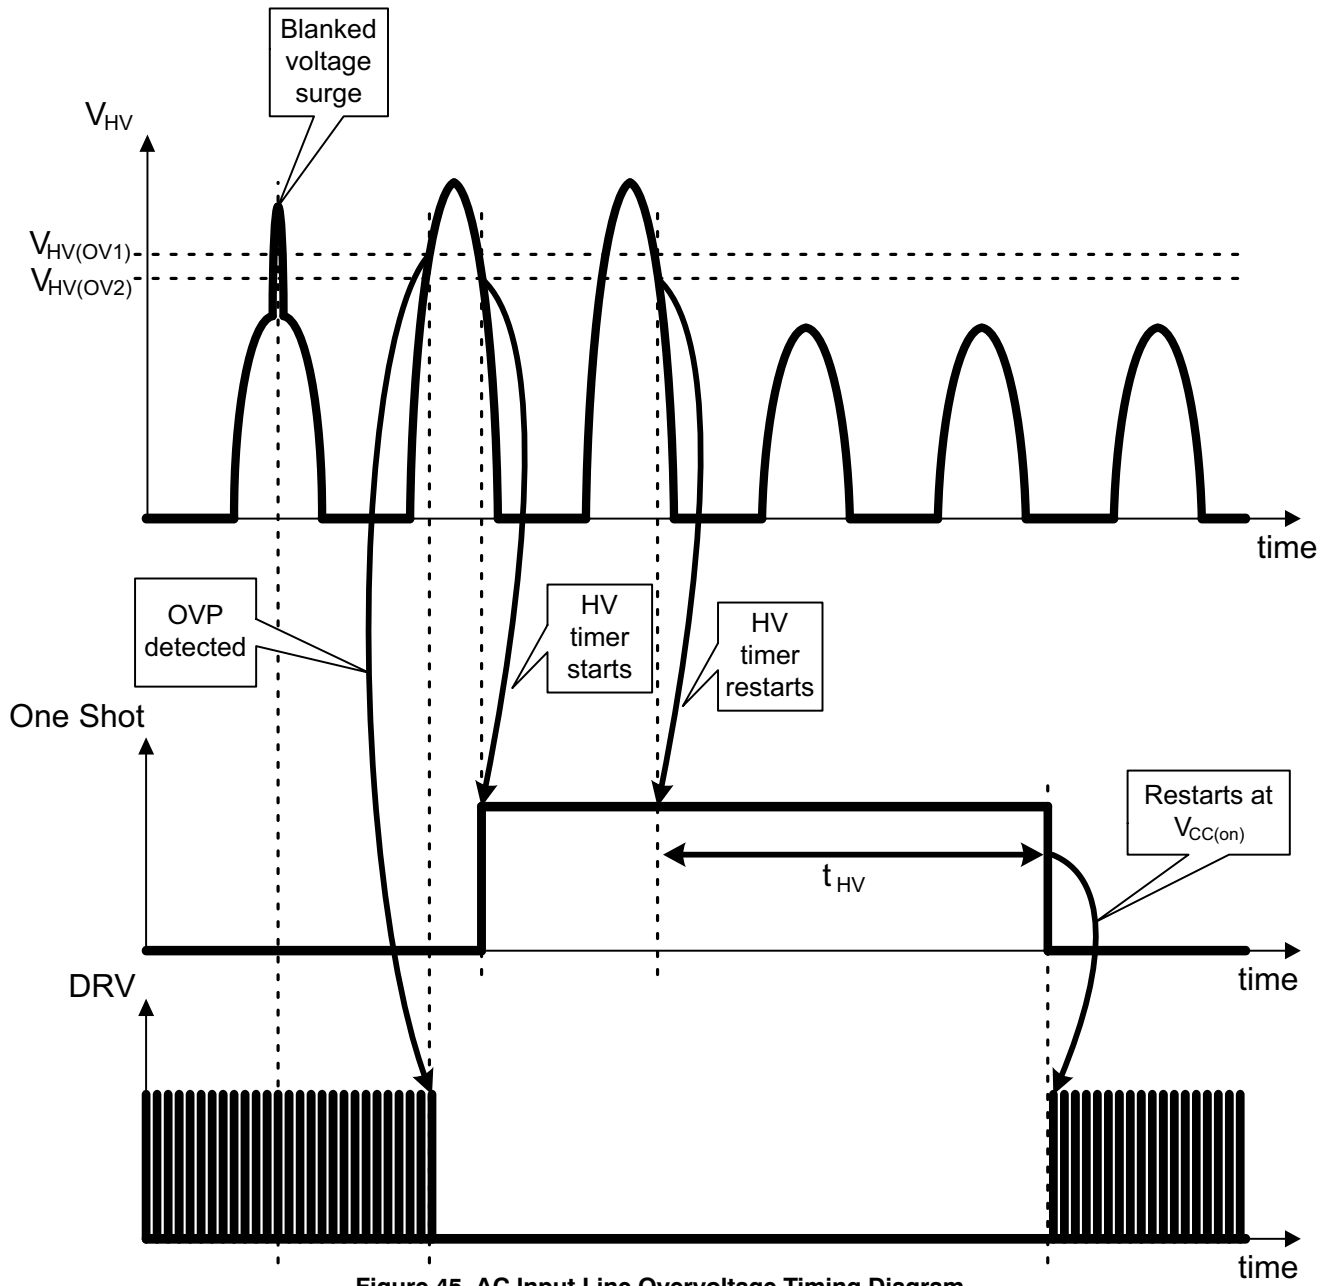 Blanked
voltage
surge
VHV
VHV(OV1)
VHV(OV2)
time
OVP
detected
HV
timer
starts
HV
timer
restarts
One Shot
Restarts at
VCC(on)
tHV
time
DRV
time
Figure 45. AC Input Line Overvoltage Timing Diagram